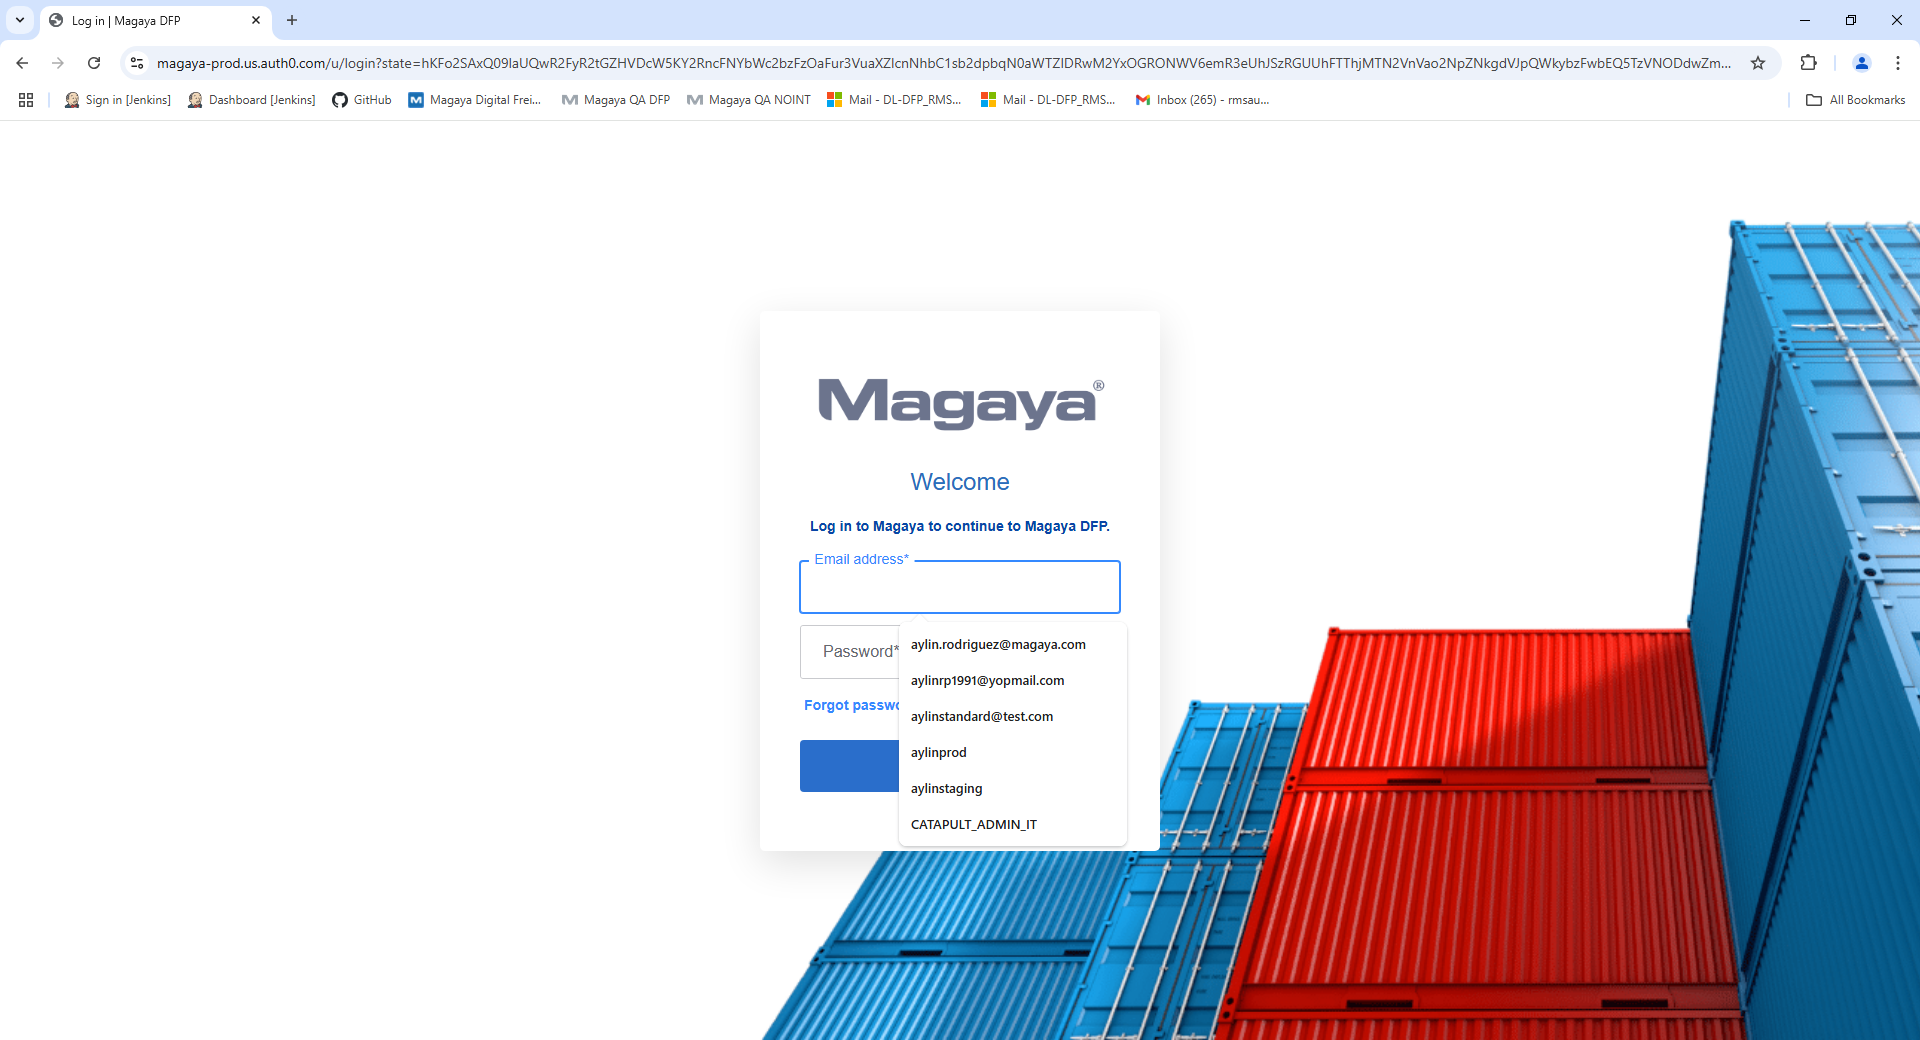 Log in | Magaya DFP
magaya-prod.us.auth0.com/u/login?state=hKFo2SAxQ09laUQwR2FyR2tGZHVDcW5KY2RncFNYbWc2bzFzOaFur3VuaXZlcnNhbC1sb2dpbqN0aWTZIDRwM2YxOGRONWV6emR3eUhJSzRGUUhFTThjMTN2VnVao2NpZNkgdVJpQWkybzFwbEQ5TzVNODdwZm...
Sign in [Jenkins]
Dashboard [Jenkins]
GitHub
Magaya Digital Frei...
Magaya QA DFP
Magaya QA NOINT
Mail - DL-DFP_RMS...
Mail - DL-DFP_RMS...
Inbox (265) - rmsau...
All Bookmarks
Magaya®
Welcome
Log in to Magaya to continue to Magaya DFP.
Email address*
Password*
aylin.rodriguez@magaya.com
aylinrp1991@yopmail.com
Forgot passwo
aylinstandard@test.com
aylinprod
aylinstaging
CATAPULT_ADMIN_IT